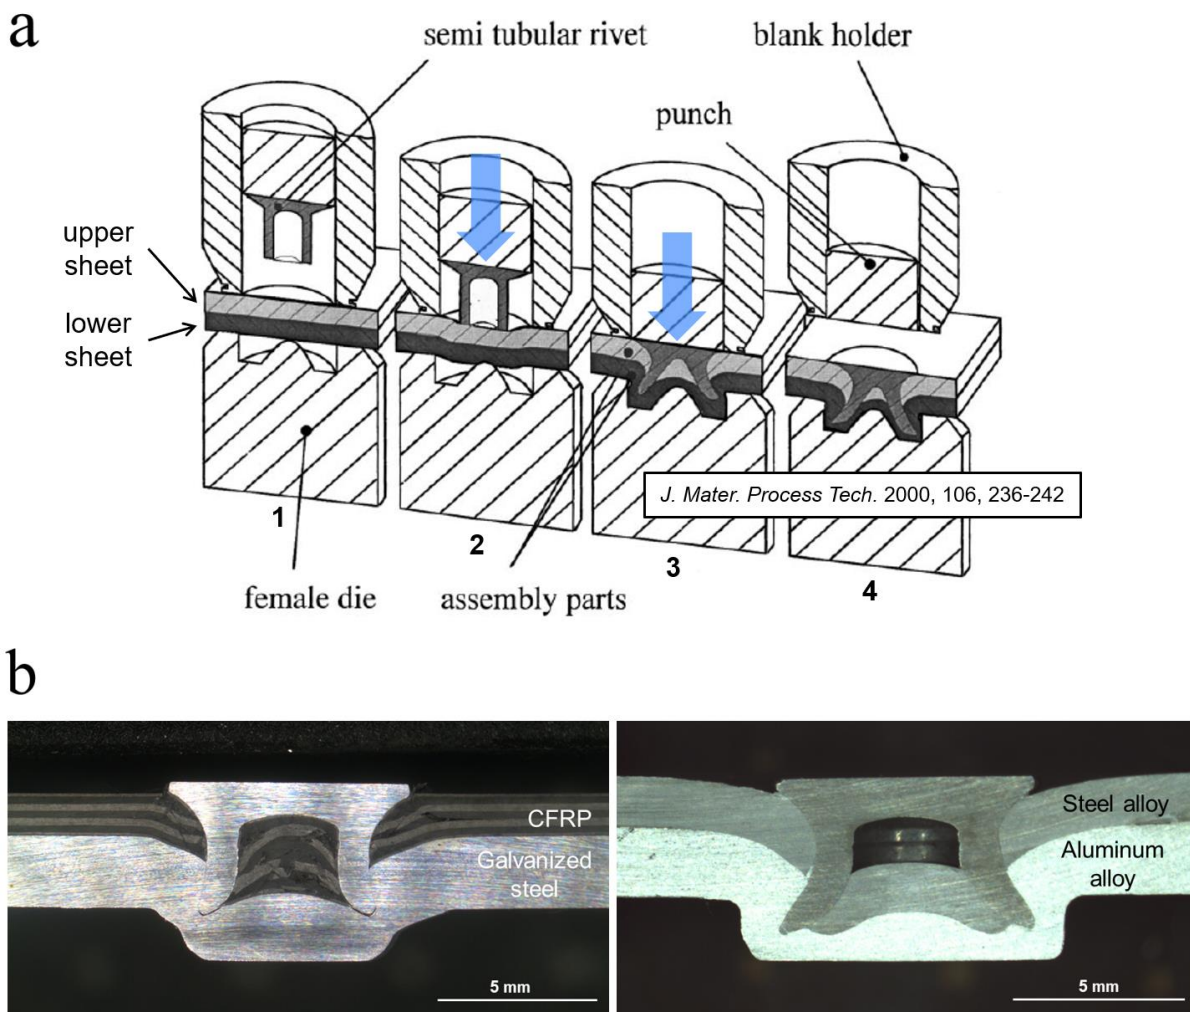 a
semi tubular rivet
blank holder
punch
upper
sheet
lower
sheet
J. Mater. Process Tech. 2000, 106, 236-242
1
2
3
4
female die
assembly parts
b
CFRP
Galvanized
steel
5 mm
Steel alloy
Aluminum
alloy
5 mm